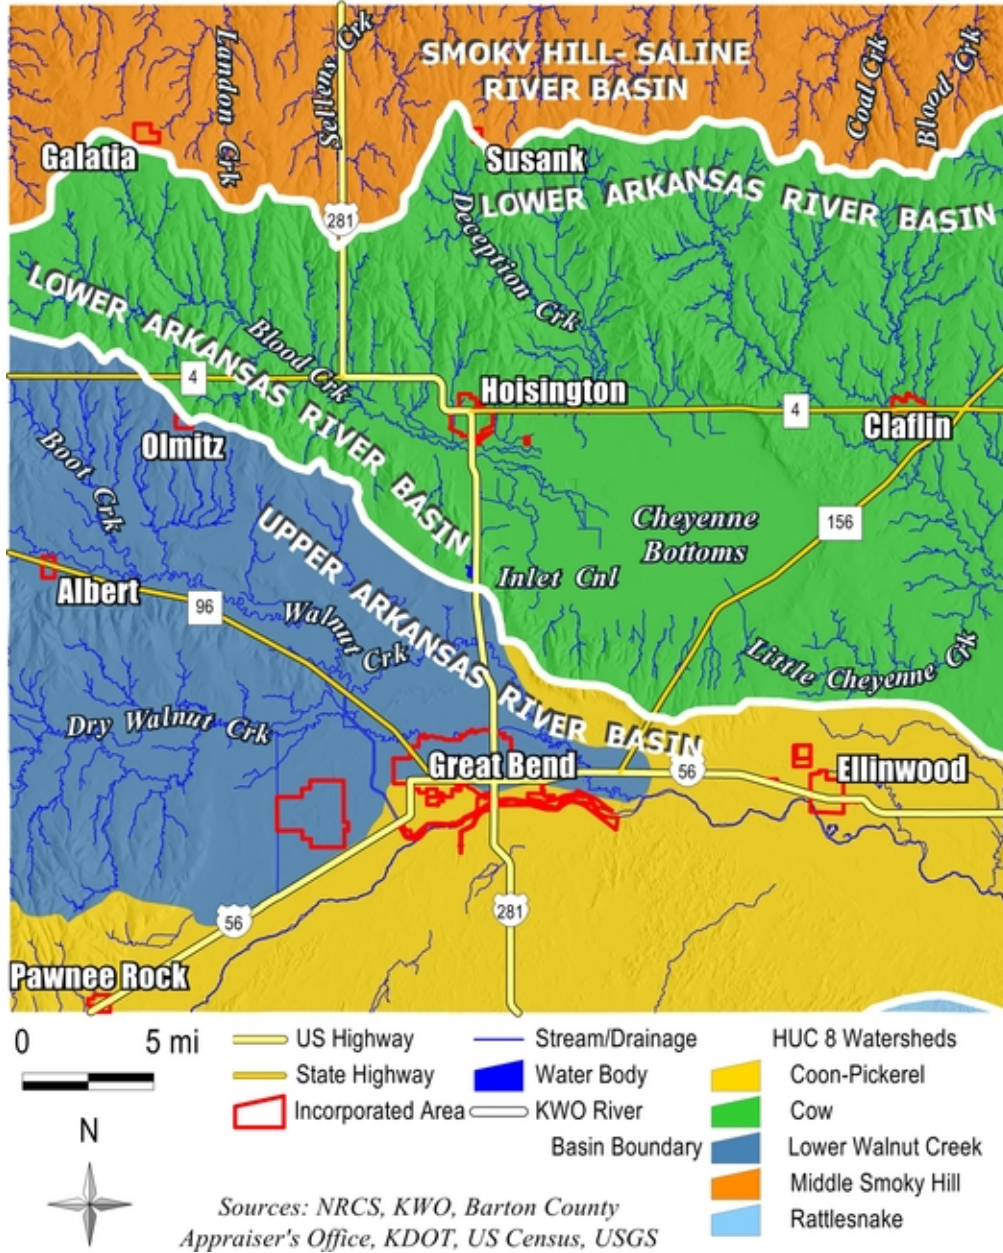 Landon Crk
Sellens Crk
SMOKY HILL- SALINE
RIVER BASIN
Coal Crk
Blood Crk
Galatia
Susank
LOWER ARKANSAS RIVER BASIN
281
Deception Crk
LOWER ARKANSAS RIVER BASIN
Blood Crk
4
Hoisington
4
Claflin
Olmitz
Boot Crk
Cheyenne
Bottoms
156
Inlet Cnl
UPPER ARKANSAS RIVER BASIN
Albert
96
Walnut Crk
Little Cheyenne Crk
Dry Walnut Crk
Great Bend
56
Ellinwood
56
281
Pawnee Rock
0 5 mi
US Highway
State Highway
Incorporated Area
Stream/Drainage
Water Body
KWO River
Basin Boundary
HUC 8 Watersheds
Coon-Pickerel
Cow
Lower Walnut Creek
Middle Smoky Hill
Rattlesnake
N
Sources: NRCS, KWO, Barton County
Appraiser's Office, KDOT, US Census, USGS